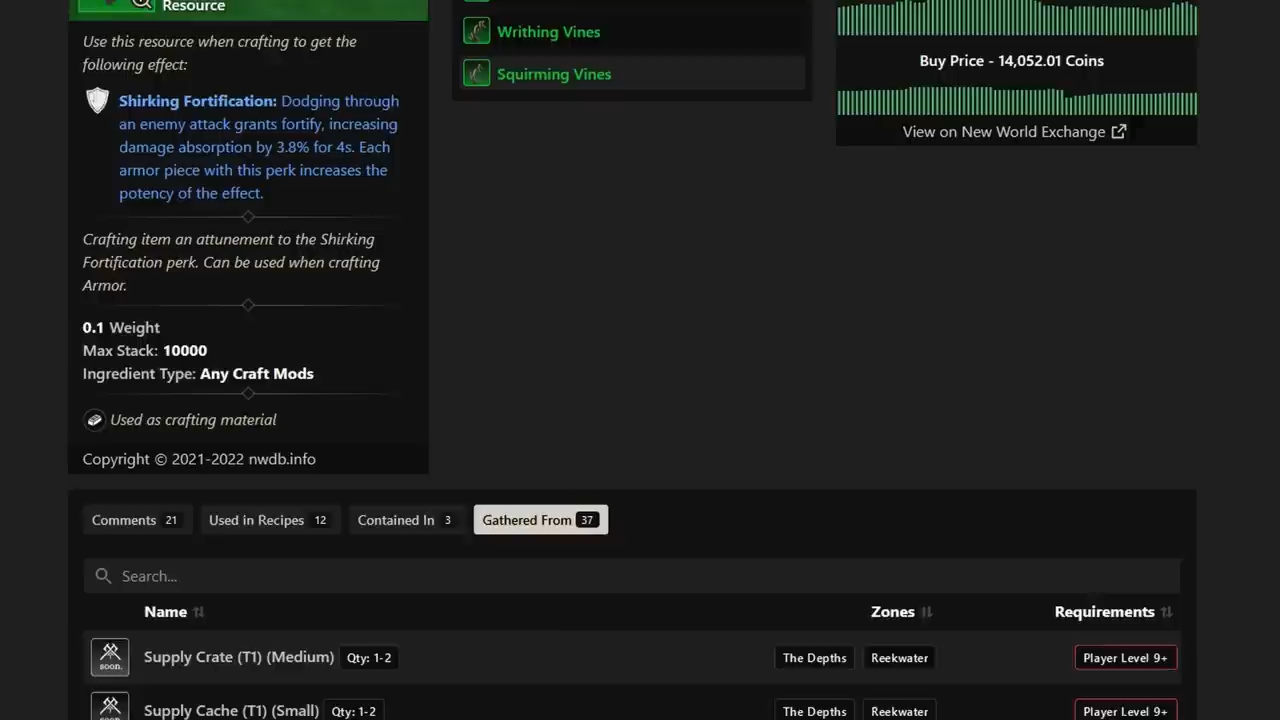 Resource
Use this resource when crafting to get the
following effect:
Shirking Fortification: Dodging through
an enemy attack grants fortify, increasing
damage absorption by 3.8% for 4s. Each
armor piece with this perk increases the
potency of the effect.
Crafting item an attunement to the Shirking
Fortification perk. Can be used when crafting
Armor.
0.1 Weight
Max Stack: 10000
Ingredient Type: Any Craft Mods
Used as crafting material
Copyright © 2021-2022 nwdb.info
Writhing Vines
Squirming Vines
Buy Price - 14,052.01 Coins
View on New World Exchange
Comments 21 Used in Recipes 12 Contained In 3 Gathered From 37
Search...
Name Zones Requirements
soon. Supply Crate (T1) (Medium) Qty: 1-2 The Depths Reekwater Player Level 9+
soon. Supply Cache (T1) (Small) Qty: 1-2 The Depths Reekwater Player Level 9+